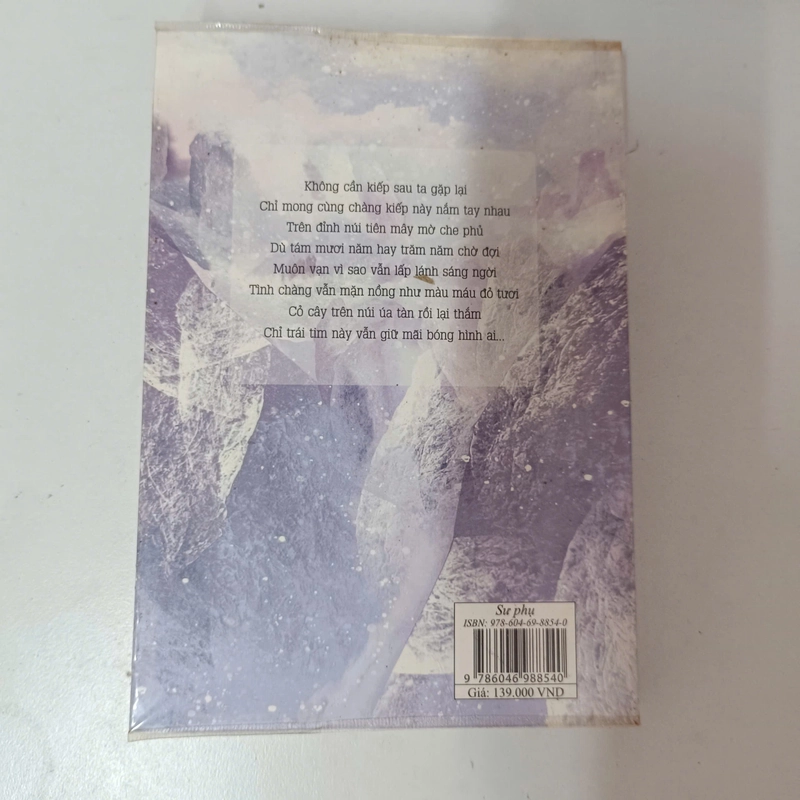 Không cần kiếp sau ta gặp lại
Chỉ mong cùng chàng kiếp này nắm tay nhau
Trên đỉnh núi tiên mây mờ che phủ
Dù tám mươi năm hay trăm năm chờ đợi
Muôn vạn vì sao vẫn lấp lánh sáng ngời
Tình chàng vẫn mặn nồng như màu máu đỏ tươi
Cỏ cây trên núi úa tàn rồi lại thắm
Chỉ trái tim này vẫn giữ mãi bóng hình ai...
Sư phụ
ISBN: 978-604-69-8854-0
9 786046 988540
Giá: 139.000 VND